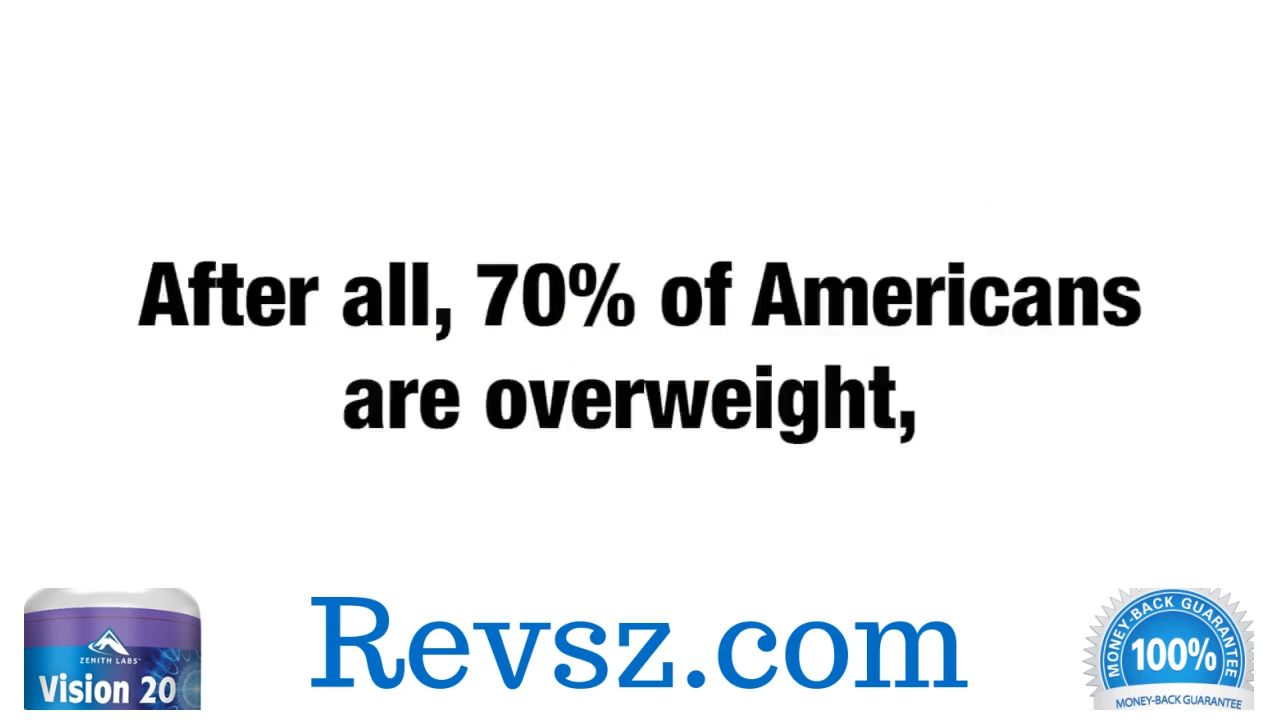 After all, 70% of Americans
are overweight,
ZENITH LABS™
Vision 20
Revsz.com
MONEY-BACK GUARANTEE
100%
MONEY-BACK GUARANTEE